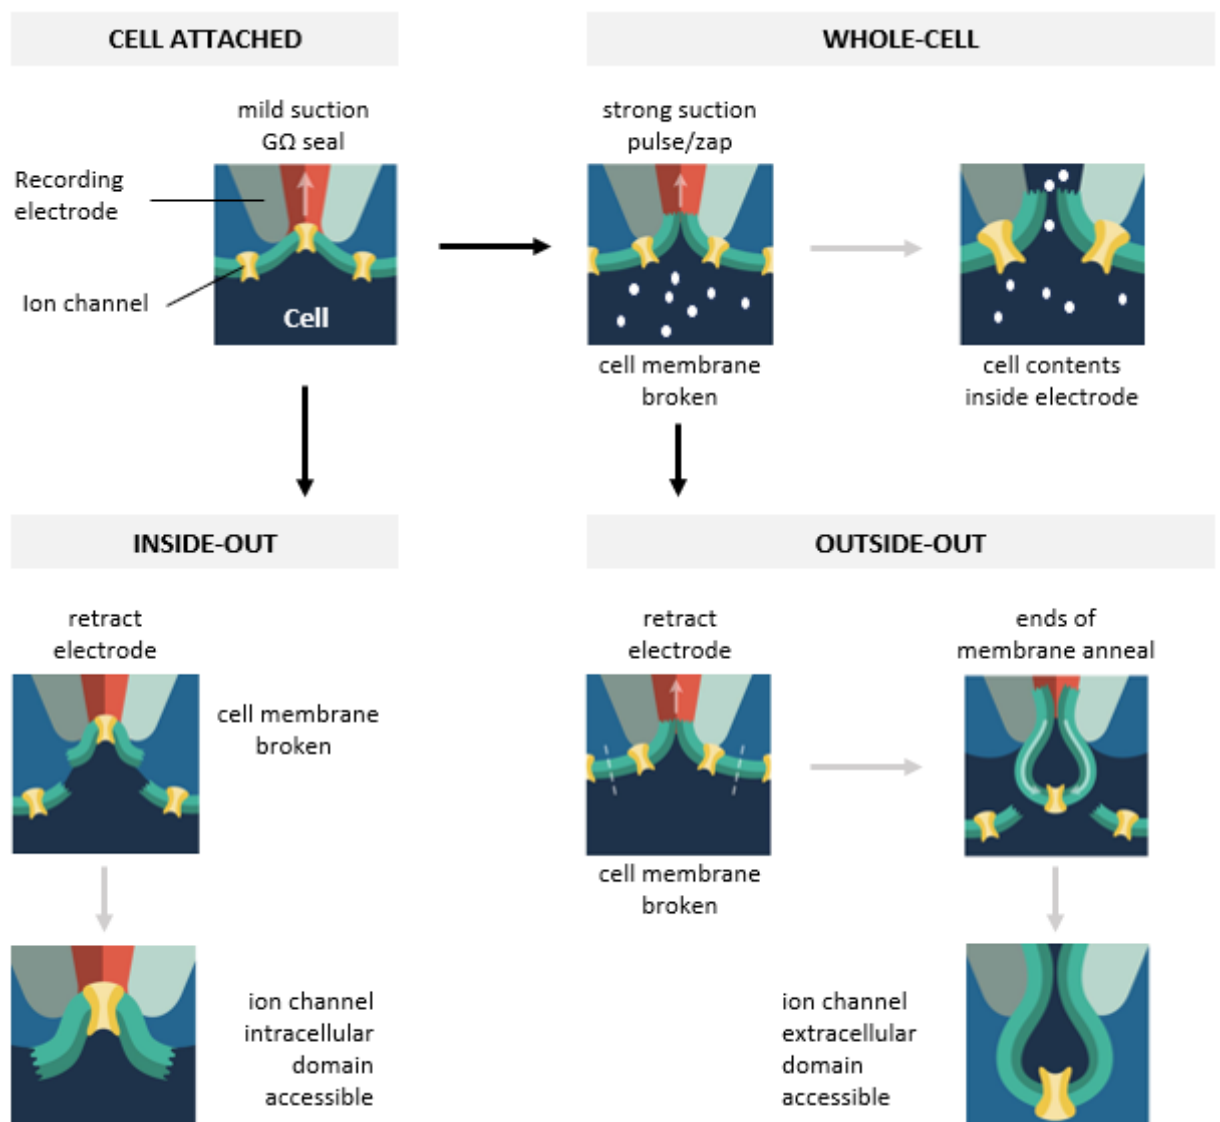 CELL ATTACHED
WHOLE-CELL
mild suction
GΩ seal
strong suction
pulse/zap
Recording
electrode
Ion channel
Cell
cell membrane
broken
cell contents
inside electrode
INSIDE-OUT
OUTSIDE-OUT
retract
electrode
cell membrane
broken
retract
electrode
ends of
membrane anneal
cell membrane
broken
ion channel
intracellular
domain
accessible
ion channel
extracellular
domain
accessible